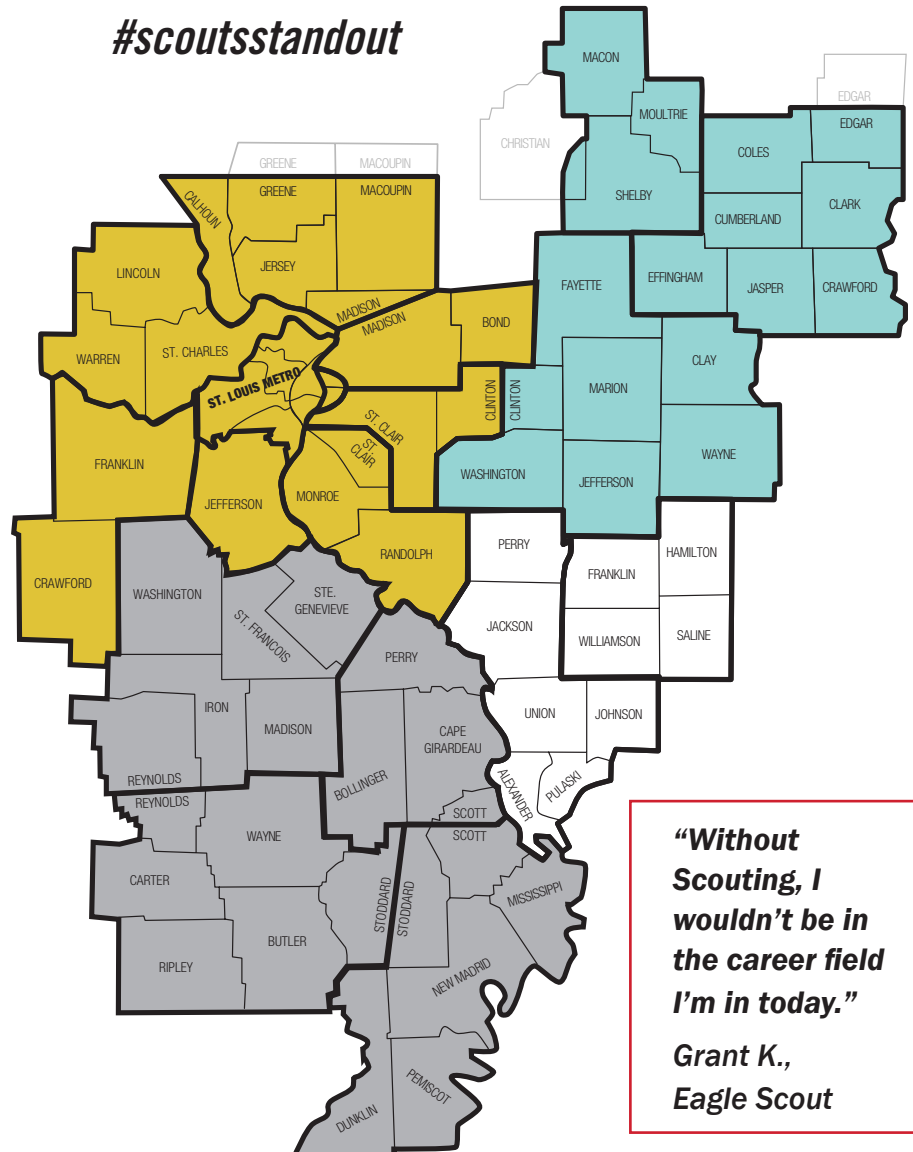 #scoutsstandout
MACON
MOULTRIE
EDGAR
EDGAR
CHRISTIAN
COLES
SHELBY
CLARK
CUMBERLAND
GREENE
MACOUPIN
GREENE
MACOUPIN
CALHOUN
JERSEY
LINCOLN
FAYETTE
EFFINGHAM
JASPER
CRAWFORD
MADISON
MADISON
BOND
WARREN
ST. CHARLES
CLAY
ST. LOUIS METRO
MARION
CLINTON
CLINTON
ST. CLAIR
ST. CLAIR
WAYNE
FRANKLIN
WASHINGTON
JEFFERSON
JEFFERSON
MONROE
RANDOLPH
PERRY
HAMILTON
FRANKLIN
CRAWFORD
WASHINGTON
STE.
GENEVIEVE
ST. FRANCOIS
JACKSON
WILLIAMSON
SALINE
PERRY
IRON
MADISON
UNION
JOHNSON
CAPE
GIRARDEAU
REYNOLDS
REYNOLDS
BOLLINGER
ALEXANDER
PULASKI
SCOTT
SCOTT
WAYNE
CARTER
MISSISSIPPI
STODDARD
STODDARD
BUTLER
RIPLEY
NEW MADRID
PEMISCOT
DUNKLIN
“Without
Scouting, I
wouldn’t be in
the career field
I’m in today.”
Grant K.,
Eagle Scout